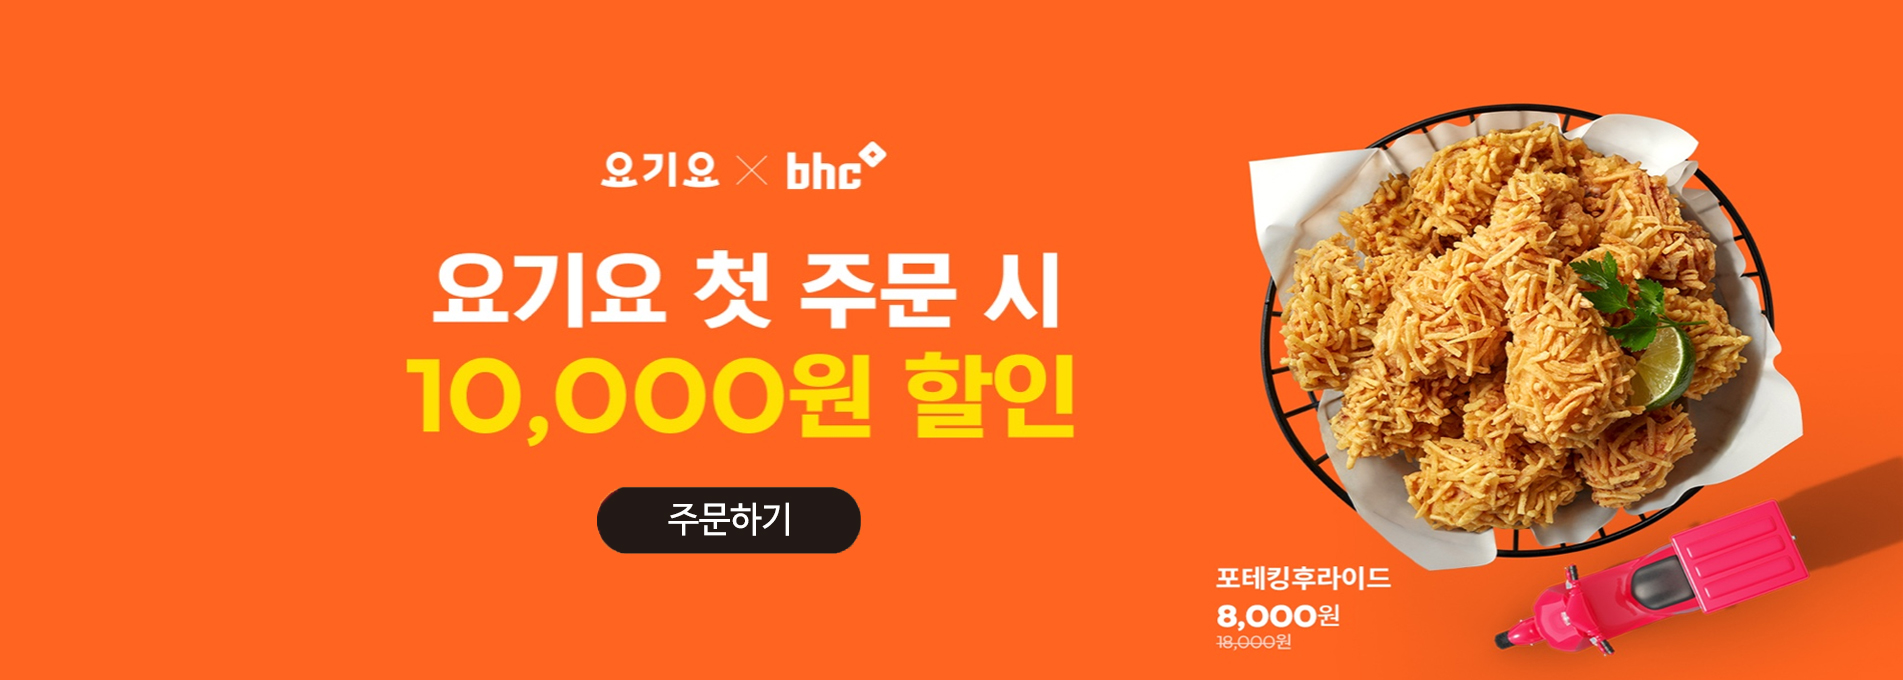 요기요 × bhc
요기요 첫 주문 시
10,000원 할인
주문하기
포테킹후라이드
8,000원
18,000원